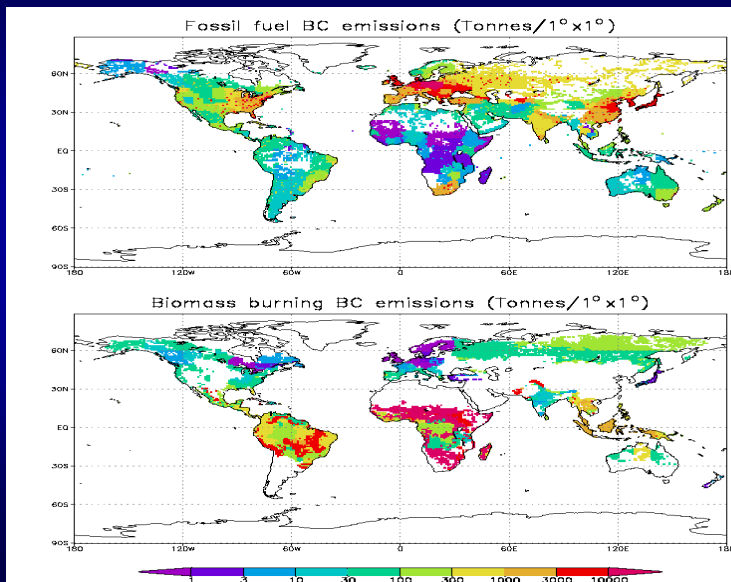 Fossil fuel BC emissions (Tonnes/1°x1°)
60N
30N
EQ
30S
60S
90S
180 120W 60W 0 60E 120E 18
Biomass burning BC emissions (Tonnes/1°x1°)
60N
30N
EQ
30S
60S
90S
180 120W 60W 0 60E 120E 18
1 3 10 30 100 300 1000 3000 10000